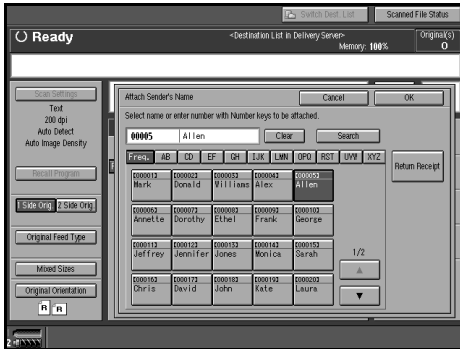 Switch Dest. List
Scanned File Status
Ready
<Destination List in Delivery Server>
Original(s)
Memory: 100%
0
Scan Settings
Text
200 dpi
Auto Detect
Auto Image Density
Recall Program
1 Side Orig. 2 Side Orig.
Original Feed Type
Mixed Sizes
Original Orientation
R R
Attach Sender's Name
Cancel
OK
Select name or enter number with Number keys to be attached.
00005 Allen
Clear
Search
Freq. AB CD EF GH IJK LMN OPQ RST UVW XYZ
Return Receipt
[00001] [00002] [00003] [00004] [00005]
Mark Donald Williams Alex Allen
[00006] [00007] [00008] [00009] [00010]
Annette Dorothy Ethel Frank George
[00011] [00012] [00013] [00014] [00015]
Jeffrey Jennifer Jones Monica Sarah
1/2
[00016] [00017] [00018] [00019] [00020]
Chris David John Kate Laura
2